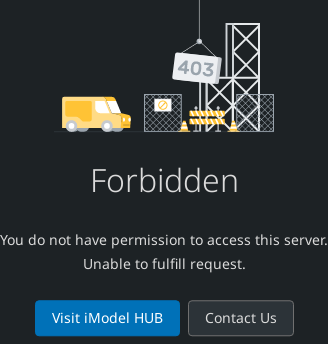 403
Forbidden
You do not have permission to access this server.
Unable to fulfill request.
Visit iModel HUB
Contact Us